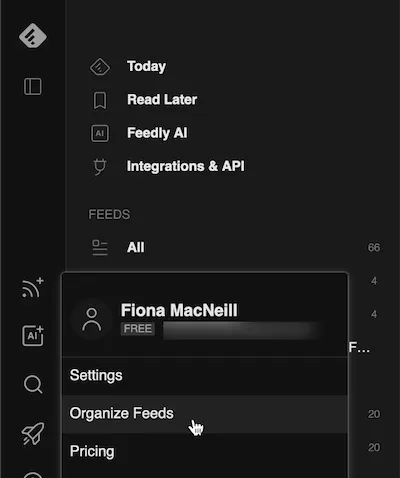 Today
Read Later
AI Feedly AI
Integrations & API
FEEDS
All 66
4
4
Fiona MacNeill
FREE
F...
AI
Settings
Organize Feeds 20
Pricing 20